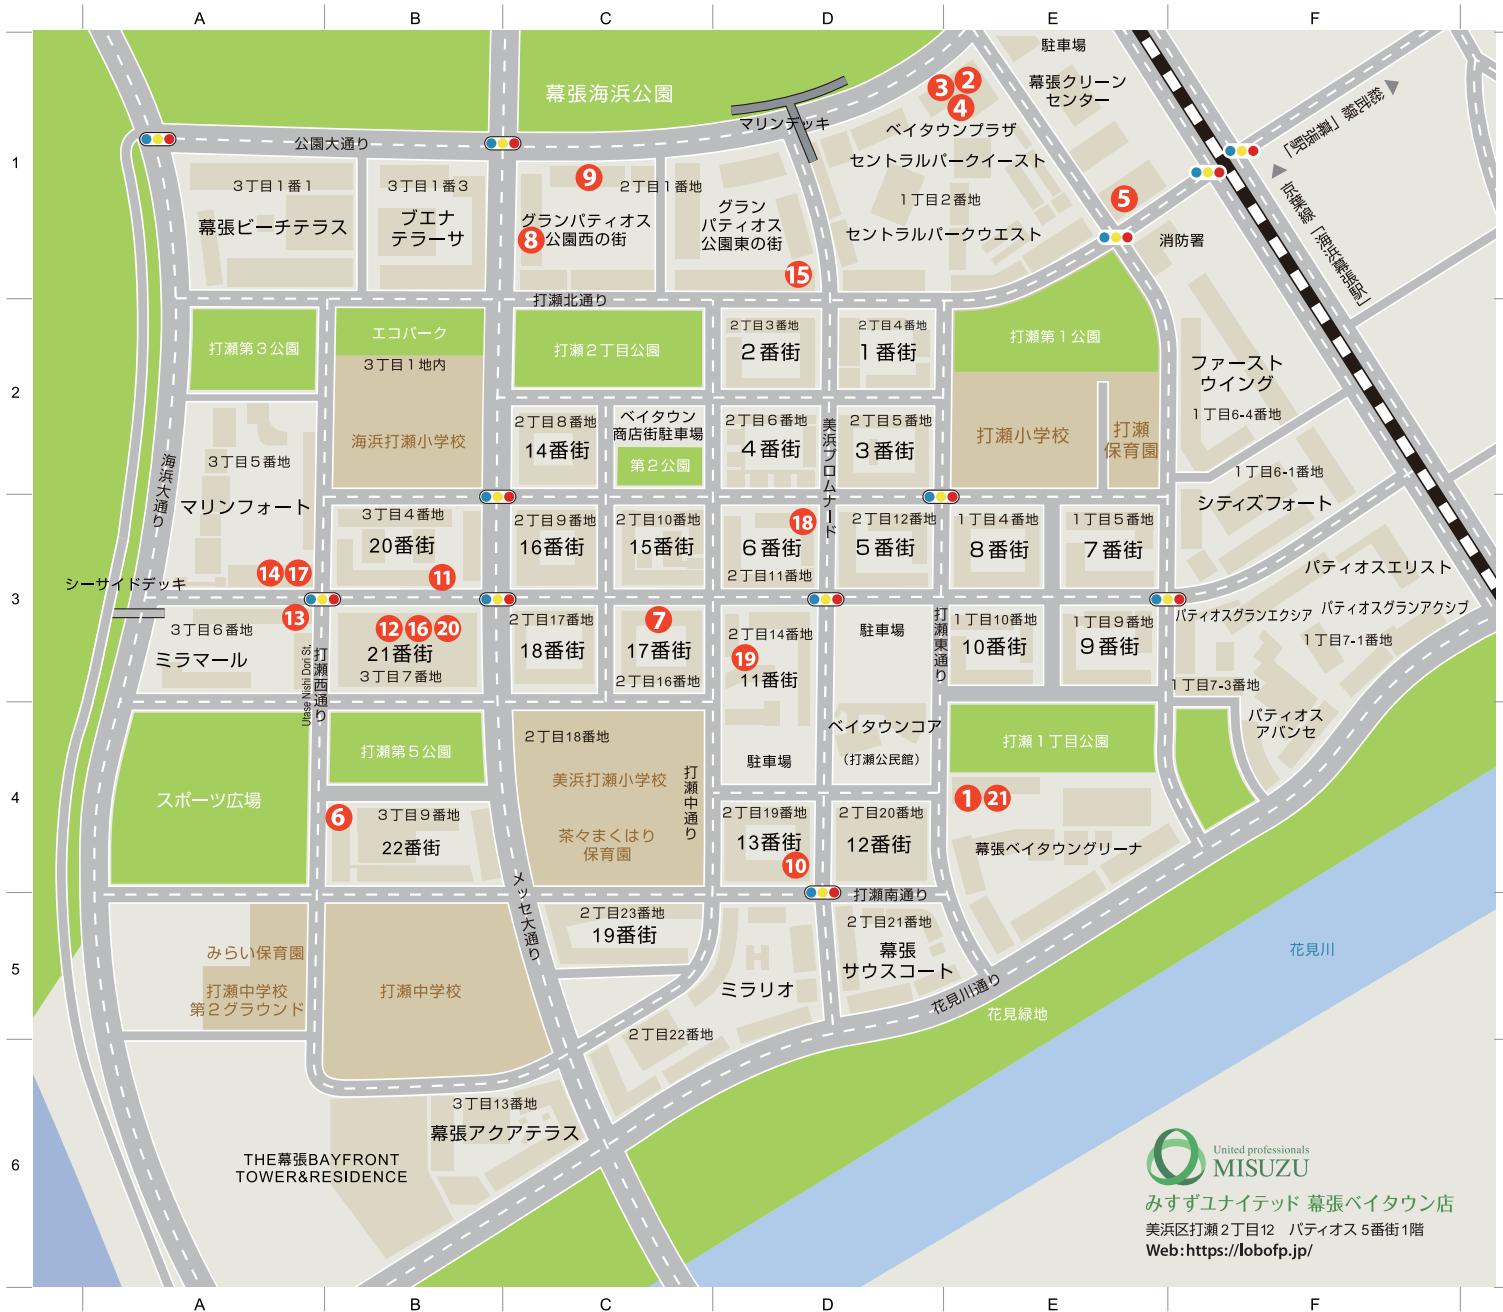 A
B
C
D
E
F
駐車場
幕張クリーン
センター
幕張海浜公園
3
2
4
マリンデッキ
ベイタウンプラザ
総武線「幕張駅」
公園大通り
1
セントラルパークイースト
3丁目1番1
3丁目1番3
9
2丁目1番地
1丁目2番地
5
京葉線「海浜幕張駅」
幕張ビーチテラス
ブエナ
テラーサ
グランパティオス
公園西の街
8
グラン
パティオス
公園東の街
セントラルパークウエスト
消防署
15
打瀬北通り
打瀬第3公園
エコパーク
3丁目1地内
打瀬2丁目公園
2丁目3番地
2番街
2丁目4番地
1番街
打瀬第1公園
ファースト
ウイング
1丁目6-4番地
2
海浜打瀬小学校
2丁目8番地
14番街
ベイタウン
商店街駐車場
第2公園
2丁目6番地
4番街
美浜プロムナード
2丁目5番地
3番街
打瀬小学校
打瀬
保育園
海浜大通り
3丁目5番地
マリンフォート
1丁目6-1番地
シティズフォート
3丁目4番地
20番街
11
2丁目9番地
16番街
2丁目10番地
15番街
18
6番街
2丁目11番地
2丁目12番地
5番街
1丁目4番地
8番街
1丁目5番地
7番街
14
17
シーサイドデッキ
パティオスエリスト
3
13
3丁目6番地
ミラマール
Utase Nishi Dori St.
打瀬西通り
12
16
20
21番街
3丁目7番地
2丁目17番地
18番街
7
17番街
2丁目16番地
2丁目14番地
19
11番街
駐車場
打瀬東通り
1丁目10番地
10番街
1丁目9番地
9番街
パティオスグランエクシア
パティオスグランアクシブ
1丁目7-1番地
1丁目7-3番地
パティオス
アバンセ
打瀬第5公園
2丁目18番地
美浜打瀬小学校
打瀬中通り
駐車場
ベイタウンコア
(打瀬公民館)
打瀬1丁目公園
4
スポーツ広場
6
3丁目9番地
22番街
茶々まくはり
保育園
2丁目19番地
13番街
10
2丁目20番地
12番街
1
21
幕張ベイタウングリーナ
メッセ大通り
打瀬南通り
2丁目23番地
19番街
2丁目21番地
幕張
サウスコート
5
みらい保育園
打瀬中学校
第2グラウンド
打瀬中学校
ミラリオ
花見川通り
花見緑地
花見川
2丁目22番地
3丁目13番地
幕張アクアテラス
6
THE幕張BAYFRONT
TOWER&RESIDENCE
United professionals
MISUZU
みすずユナイテッド 幕張ベイタウン店
美浜区打瀬2丁目12 パティオス5番街1階
Web:https://lobofp.jp/
A
B
C
D
E
F